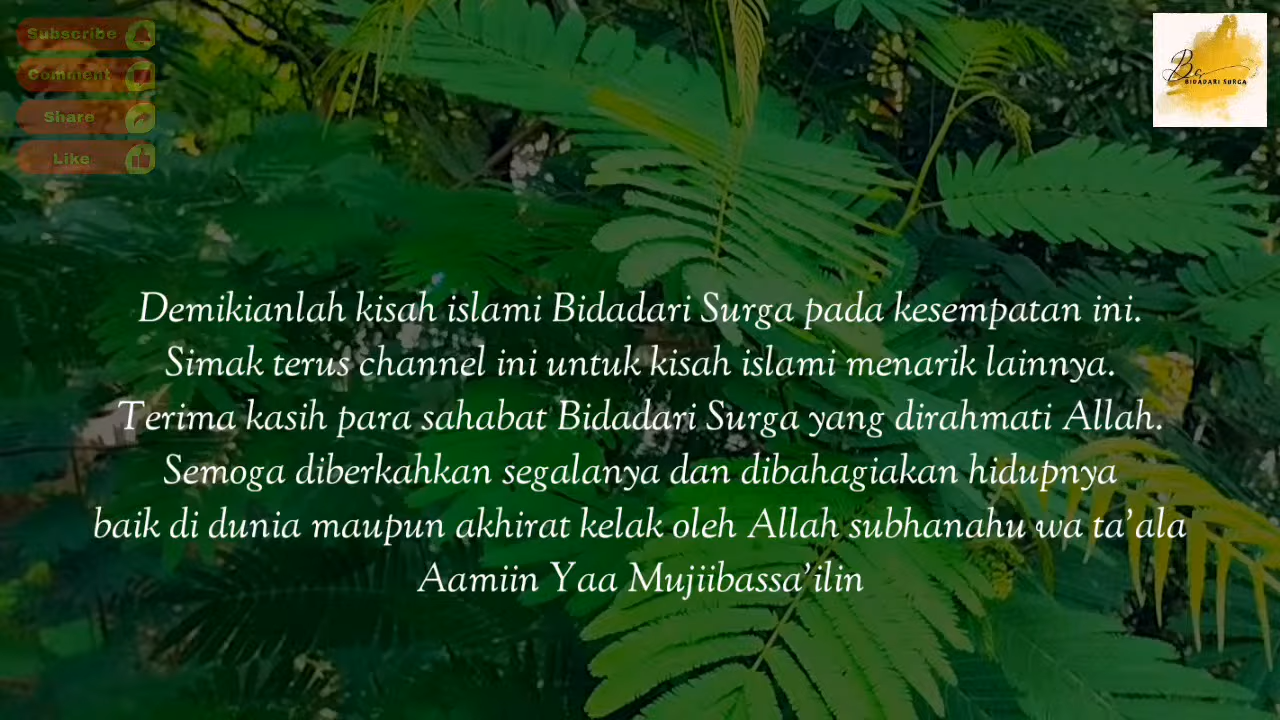 Subscribe
Comment
Share
Like
Bs
BIDADARI SURGA
Demikianlah kisah islami Bidadari Surga pada kesempatan ini.
Simak terus channel ini untuk kisah islami menarik lainnya.
Terima kasih para sahabat Bidadari Surga yang dirahmati Allah.
Semoga diberkahkan segalanya dan dibahagiakan hidupnya
baik di dunia maupun akhirat kelak oleh Allah subhanahu wa ta’ala
Aamiin Yaa Mujiibassa’ilin